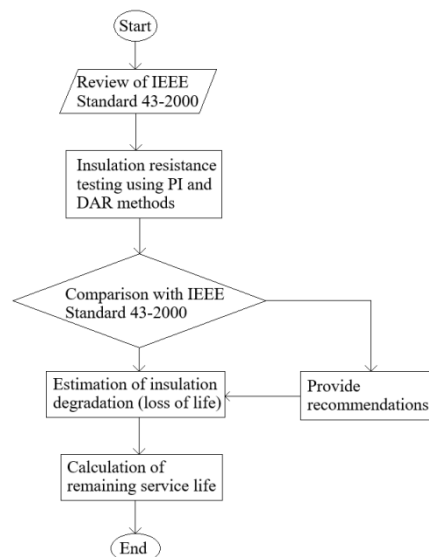 Start
Review of IEEE
Standard 43-2000
Insulation resistance
testing using PI and
DAR methods
Comparison with IEEE
Standard 43-2000
Estimation of insulation
degradation (loss of life)
Provide
recommendations
Calculation of
remaining service life
End